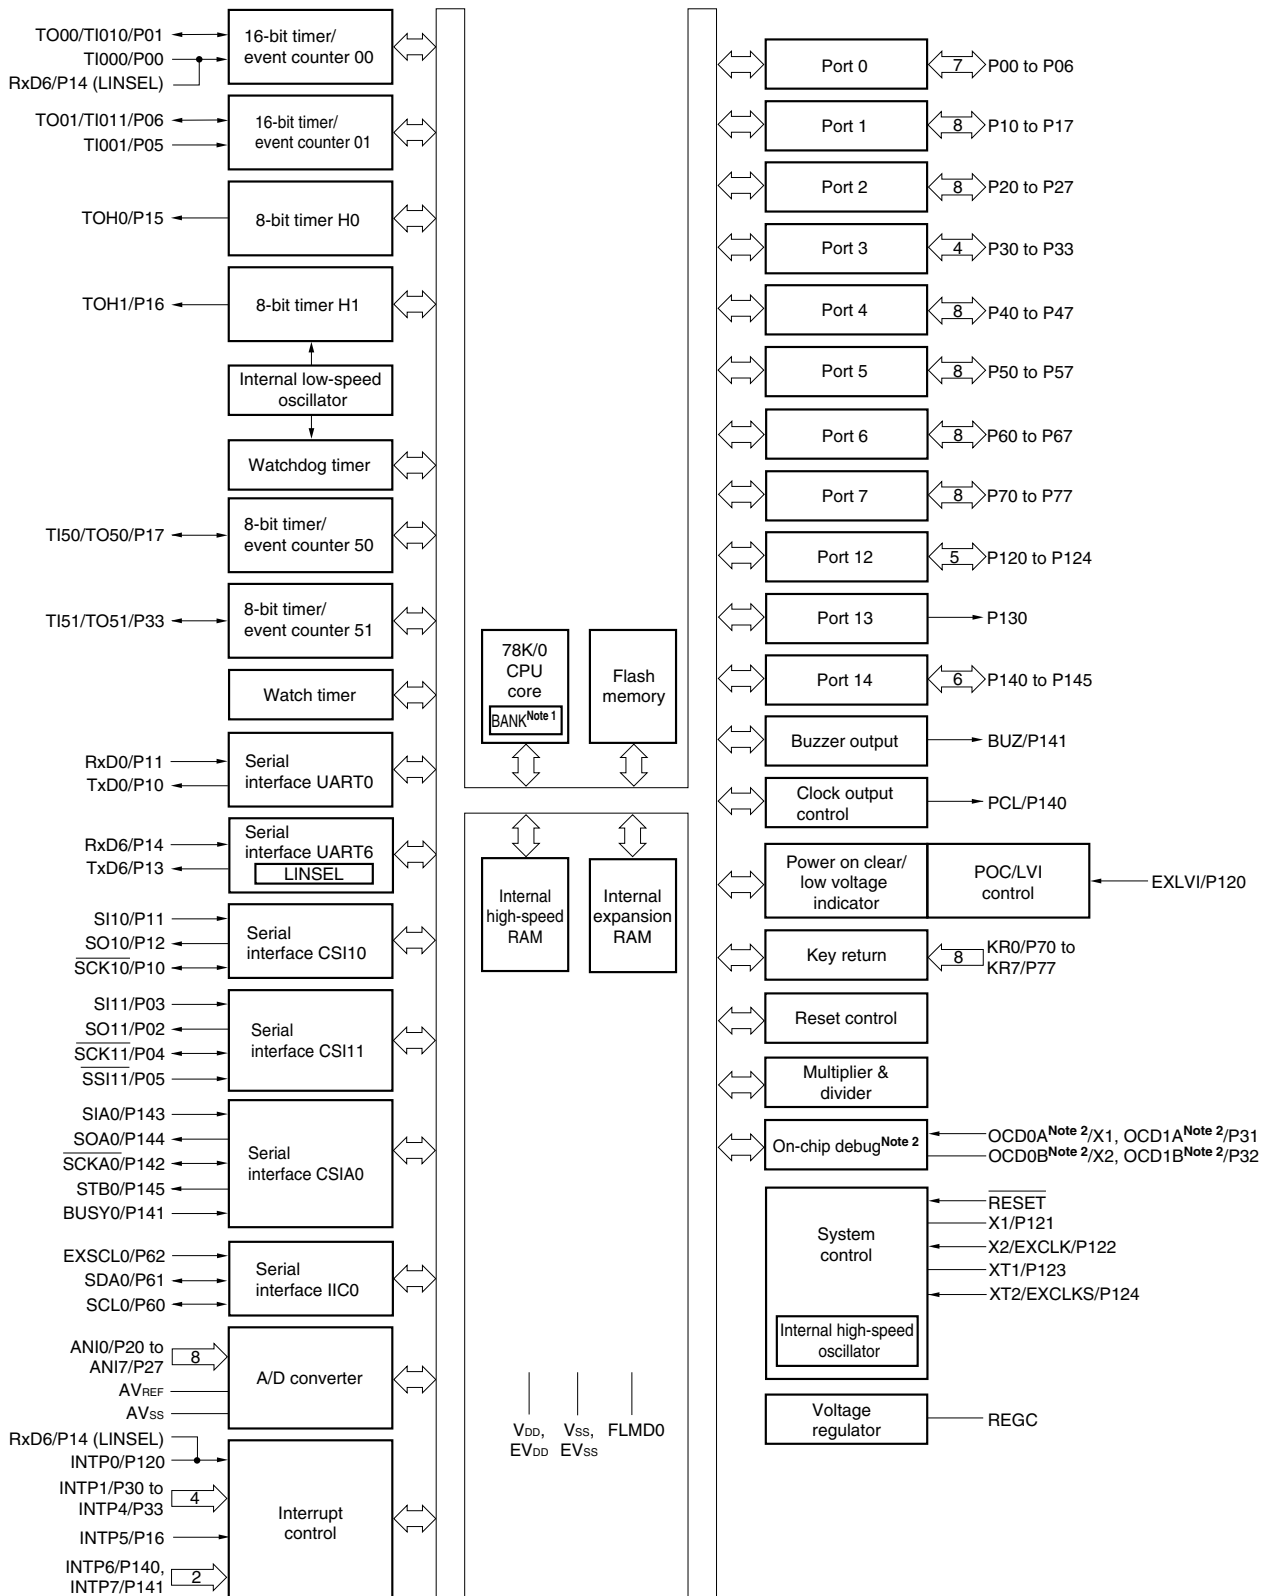 TO00/TI010/P01
TI000/P00
RxD6/P14 (LINSEL)
16-bit timer/
event counter 00
TO01/TI011/P06
TI001/P05
16-bit timer/
event counter 01
TOH0/P15
8-bit timer H0
TOH1/P16
8-bit timer H1
Internal low-speed
oscillator
Watchdog timer
TI50/TO50/P17
8-bit timer/
event counter 50
TI51/TO51/P33
8-bit timer/
event counter 51
Watch timer
RxD0/P11
TxD0/P10
Serial
interface UART0
RxD6/P14
TxD6/P13
Serial
interface UART6
LINSEL
SI10/P11
SO10/P12
SCK10/P10
Serial
interface CSI10
SI11/P03
SO11/P02
SCK11/P04
SSI11/P05
Serial
interface CSI11
SIA0/P143
SOA0/P144
SCKA0/P142
STB0/P145
BUSY0/P141
Serial
interface CSIA0
EXSCL0/P62
SDA0/P61
SCL0/P60
Serial
interface IIC0
ANI0/P20 to
ANI7/P27
8
AVREF
AVSS
A/D converter
RxD6/P14 (LINSEL)
INTP0/P120
INTP1/P30 to
INTP4/P33
4
INTP5/P16
INTP6/P140,
INTP7/P141
2
Interrupt
control
78K/0
CPU
core
BANKNote 1
Flash
memory
Internal
high-speed
RAM
Internal
expansion
RAM
VDD,
EVDD
VSS,
EVSS
FLMD0
Port 0
7
P00 to P06
Port 1
8
P10 to P17
Port 2
8
P20 to P27
Port 3
4
P30 to P33
Port 4
8
P40 to P47
Port 5
8
P50 to P57
Port 6
8
P60 to P67
Port 7
8
P70 to P77
Port 12
5
P120 to P124
Port 13
P130
Port 14
6
P140 to P145
Buzzer output
BUZ/P141
Clock output
control
PCL/P140
Power on clear/
low voltage
indicator
POC/LVI
control
EXLVI/P120
Key return
8
KR0/P70 to
KR7/P77
Reset control
Multiplier &
divider
On-chip debugNote 2
OCD0ANote 2/X1, OCD1ANote 2/P31
OCD0BNote 2/X2, OCD1BNote 2/P32
System
control
RESET
X1/P121
X2/EXCLK/P122
XT1/P123
XT2/EXCLKS/P124
Internal high-speed
oscillator
Voltage
regulator
REGC